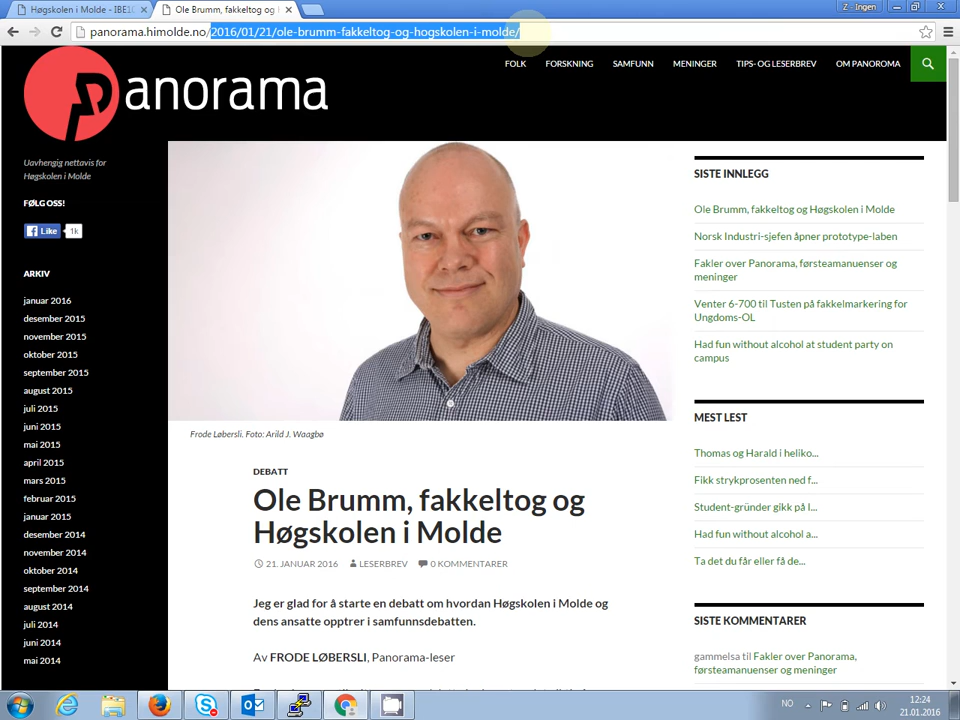 Høgskolen i Molde - IBE1
Ole Brumm, fakkeltog og H
Z - Ingen
panorama.himolde.no/2016/01/21/ole-brumm-fakkeltog-og-hogskolen-i-molde/
panorama
FOLK FORSKNING SAMFUNN MENINGER TIPS- OG LESERBREV OM PANOROMA
Uavhengig nettavis for
Høgskolen i Molde
FØLG OSS!
Like 1k
ARKIV
januar 2016
desember 2015
november 2015
oktober 2015
september 2015
august 2015
juli 2015
juni 2015
mai 2015
april 2015
mars 2015
februar 2015
januar 2015
desember 2014
november 2014
oktober 2014
september 2014
august 2014
juli 2014
juni 2014
mai 2014
Frode Løbersli. Foto: Arild J. Waagbø
DEBATT
Ole Brumm, fakkeltog og
Høgskolen i Molde
21. JANUAR 2016 LESERBREV 0 KOMMENTARER
Jeg er glad for å starte en debatt om hvordan Høgskolen i Molde og
dens ansatte opptrer i samfunnsdebatten.
Av FRODE LØBERSLI, Panorama-leser
SISTE INNLEGG
Ole Brumm, fakkeltog og Høgskolen i Molde
Norsk Industri-sjefen åpner prototype-laben
Fakler over Panorama, førsteamanuenser og
meninger
Venter 6-700 til Tusten på fakkelmarkering for
Ungdoms-OL
Had fun without alcohol at student party on
campus
MEST LEST
Thomas og Harald i heliko...
Fikk strykprosenten ned f...
Student-gründer gikk på l...
Had fun without alcohol a...
Ta det du får eller få de...
SISTE KOMMENTARER
gammelsa til Fakler over Panorama,
førsteamanuenser og meninger
NO
12:24
21.01.2016